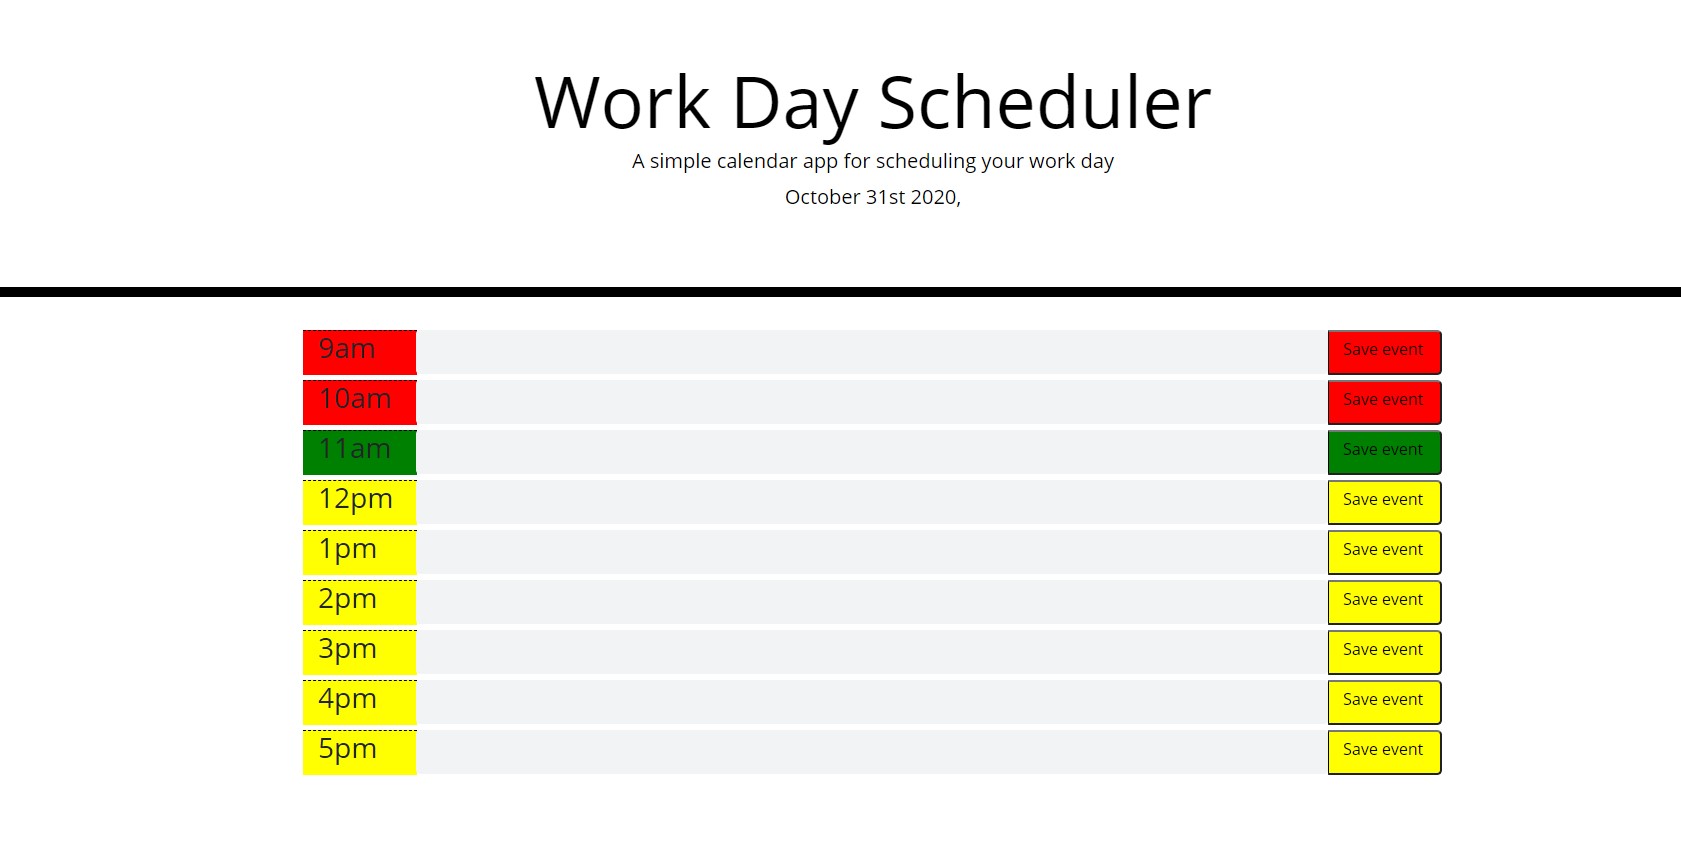 Work Day Scheduler
A simple calendar app for scheduling your work day
October 31st 2020,
9am Save event
10am Save event
11am Save event
12pm Save event
1pm Save event
2pm Save event
3pm Save event
4pm Save event
5pm Save event